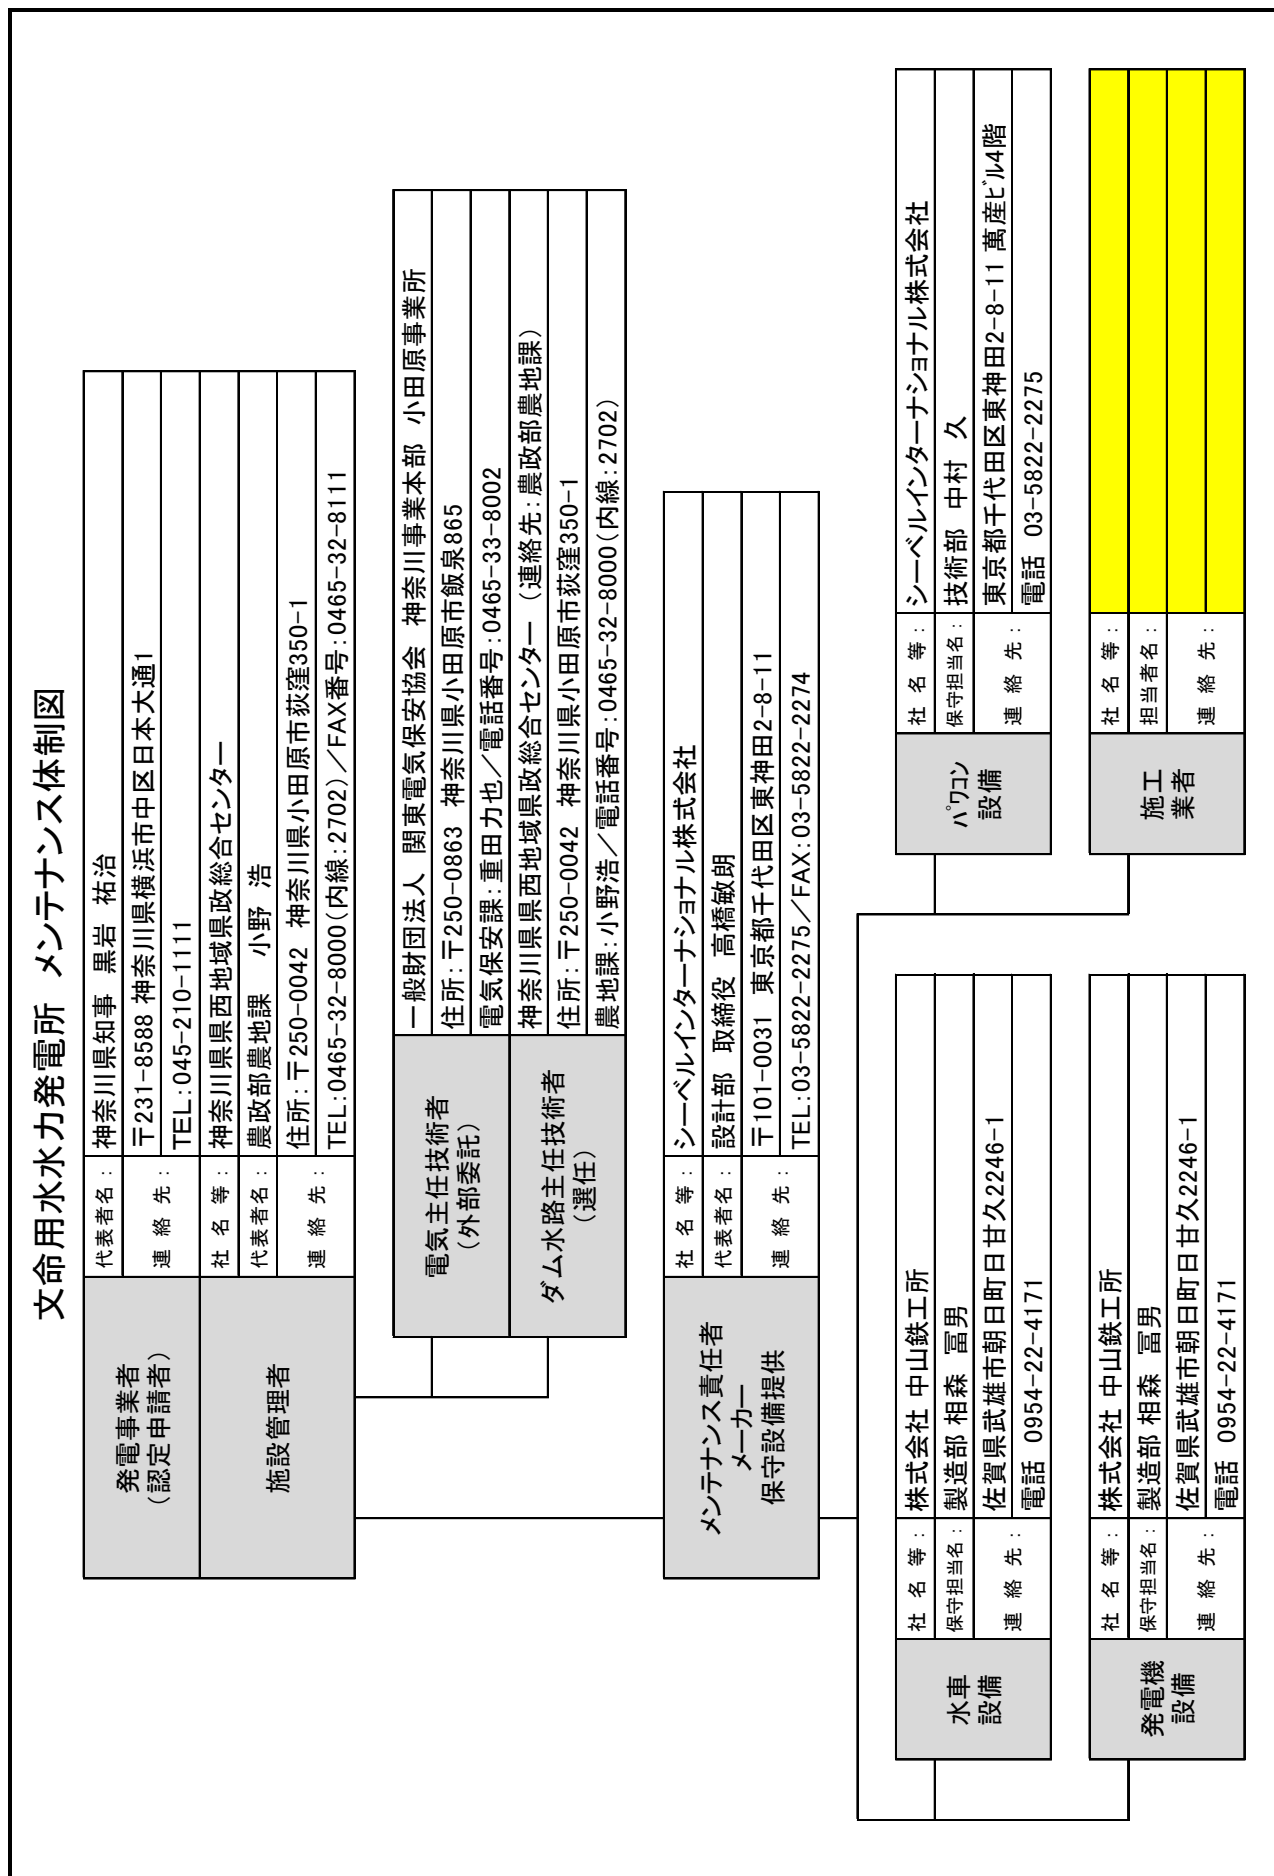 文命用水水力発電所 メンテナンス体制図
発電事業者
（認定申請者）
代表者名：
神奈川県知事 黒岩 祐治
連 絡 先：
〒231-8588 神奈川県横浜市中区日本大通1
TEL：045-210-1111
施設管理者
社 名 等：
神奈川県県西地域県政総合センター
代表者名：
農政部農地課 小野 浩
連 絡 先：
住所：〒250-0042 神奈川県小田原市荻窪350-1
TEL：0465-32-8000（内線：2702）／FAX番号：0465-32-8111
電気主任技術者
（外部委託）
一般財団法人 関東電気保安協会 神奈川事業本部 小田原事業所
住所：〒250-0863 神奈川県小田原市飯泉865
電気保安課：重田力也／電話番号：0465-33-8002
ダム水路主任技術者
（選任）
神奈川県県西地域県政総合センター （連絡先：農政部農地課）
住所：〒250-0042 神奈川県小田原市荻窪350-1
農地課：小野浩／電話番号：0465-32-8000（内線：2702）
メンテナンス責任者
メーカー
保守設備提供
社 名 等：
シーベルインターナショナル株式会社
代表者名：
設計部 取締役 高橋敏朗
連 絡 先：
〒101-0031 東京都千代田区東神田2-8-11
TEL：03-5822-2275／FAX：03-5822-2274
水車
設備
社 名 等：
株式会社 中山鉄工所
保守担当名：
製造部 相森 冨男
連 絡 先：
佐賀県武雄市朝日町甘久2246-1
電話 0954-22-4171
ﾊﾟﾜｺﾝ
設備
社 名 等：
シーベルインターナショナル株式会社
保守担当名：
技術部 中村 久
連 絡 先：
東京都千代田区東神田2-8-11 萬産ﾋﾞﾙ4階
電話 03-5822-2275
発電機
設備
社 名 等：
株式会社 中山鉄工所
保守担当名：
製造部 相森 冨男
連 絡 先：
佐賀県武雄市朝日町甘久2246-1
電話 0954-22-4171
施工
業者
社 名 等：
担当者名：
連 絡 先：